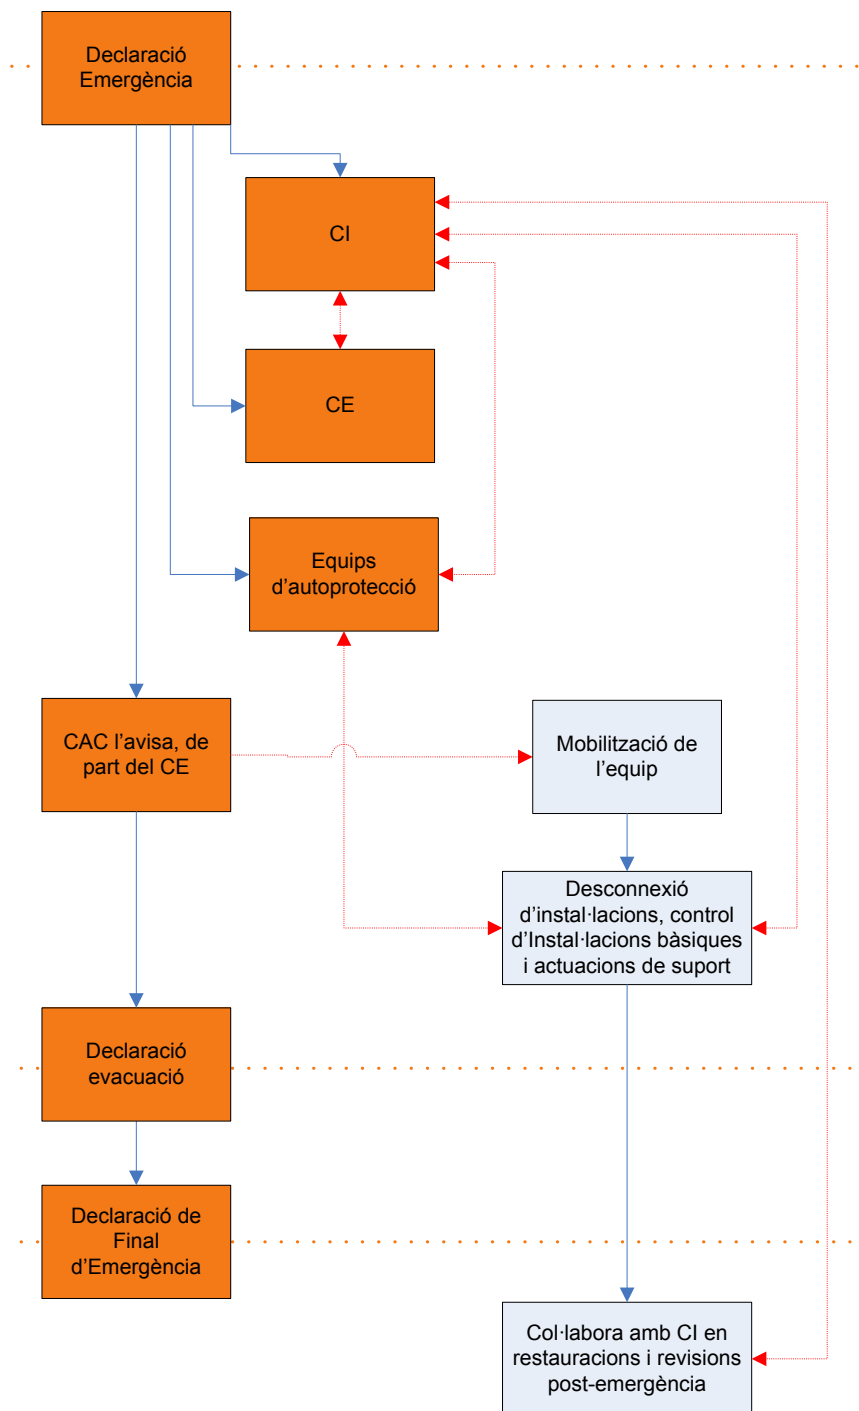 Declaració
Emergència
CI
CE
Equips
d’autoprotecció
CAC l’avisa, de
part del CE
Mobilització de
l’equip
Desconnexió
d’instal·lacions, control
d’Instal·lacions bàsiques
i actuacions de suport
Declaració
evacuació
Declaració de
Final
d’Emergència
Col·labora amb CI en
restauracions i revisions
post-emergència